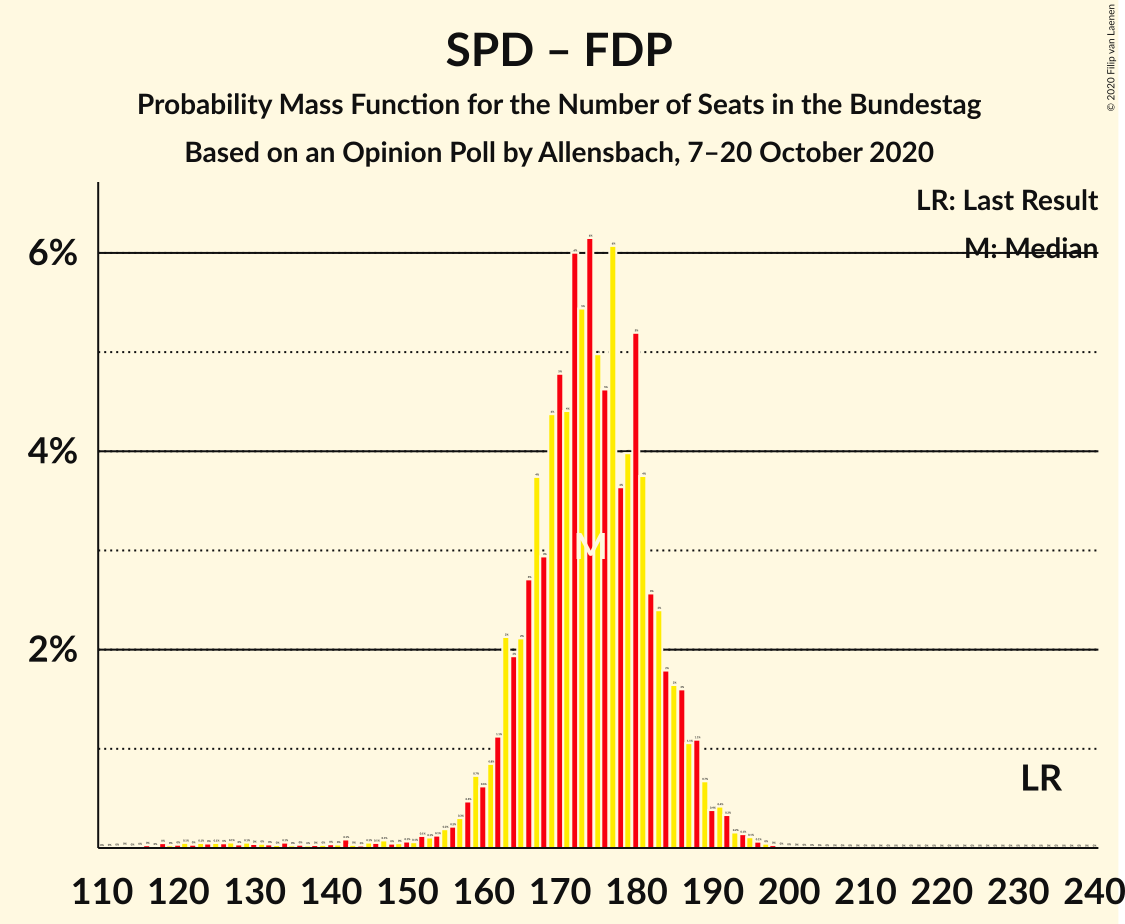 SPD – FDP
Probability Mass Function for the Number of Seats in the Bundestag
Based on an Opinion Poll by Allensbach, 7–20 October 2020
© 2020 Filip van Laenen
LR: Last Result
M: Median
6%
4%
2%
M
LR
110 120 130 140 150 160 170 180 190 200 210 220 230 240